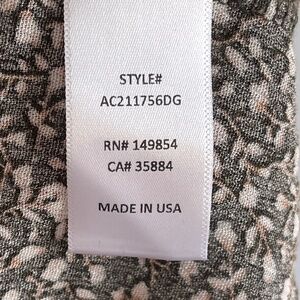 STYLE#
AC211756DG
RN# 149854
CA# 35884
MADE IN USA